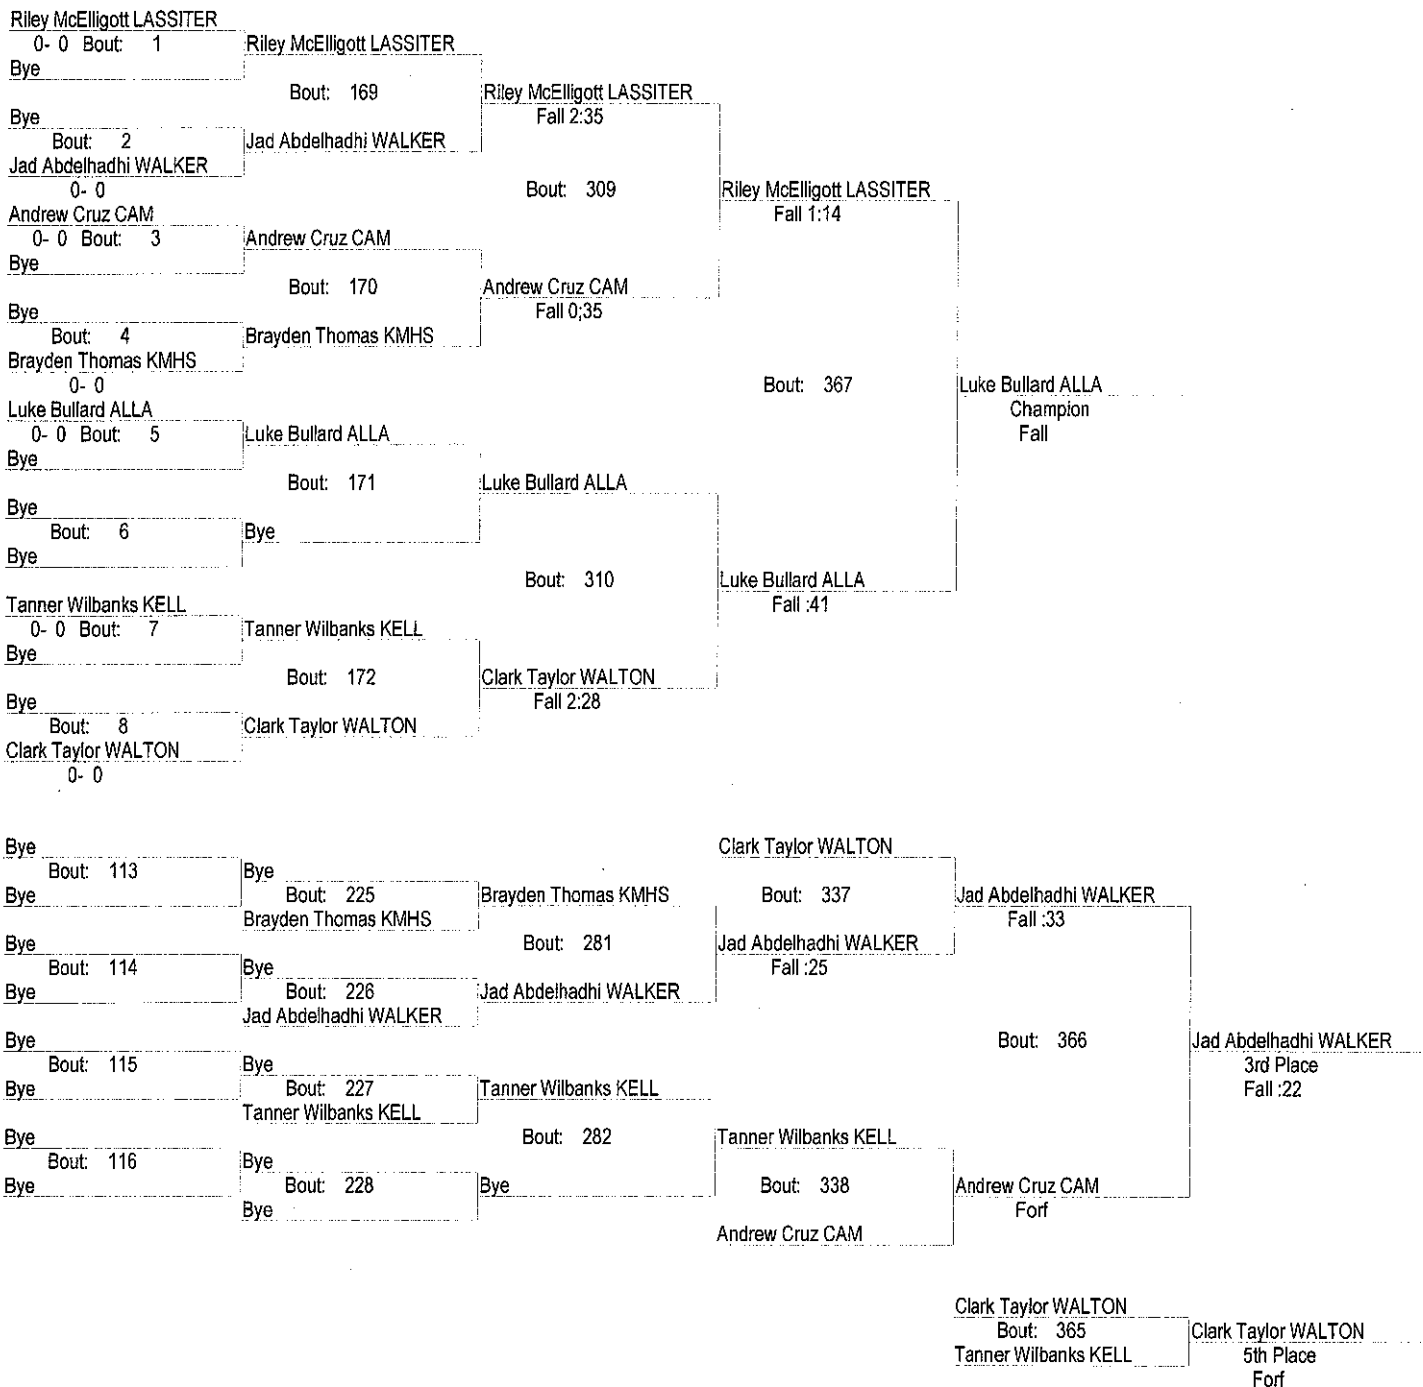 Riley McElligott LASSITER
0- 0 Bout: 1
Riley McElligott LASSITER
Bye
Bout: 169
Riley McElligott LASSITER
Fall 2:35
Bye
Bout: 2
Jad Abdelhadhi WALKER
Jad Abdelhadhi WALKER
0- 0
Bout: 309
Riley McElligott LASSITER
Fall 1:14
Andrew Cruz CAM
0- 0 Bout: 3
Andrew Cruz CAM
Bye
Bout: 170
Andrew Cruz CAM
Fall 0;35
Bye
Bout: 4
Brayden Thomas KMHS
Brayden Thomas KMHS
0- 0
Bout: 367
Luke Bullard ALLA
Champion
Fall
Luke Bullard ALLA
0- 0 Bout: 5
Luke Bullard ALLA
Bye
Bout: 171
Luke Bullard ALLA
Bye
Bout: 6
Bye
Bye
Bout: 310
Luke Bullard ALLA
Fall :41
Tanner Wilbanks KELL
0- 0 Bout: 7
Tanner Wilbanks KELL
Bye
Bout: 172
Clark Taylor WALTON
Fall 2:28
Bye
Bout: 8
Clark Taylor WALTON
Clark Taylor WALTON
0- 0
Bye
Clark Taylor WALTON
Bout: 113
Bye
Bye
Bout: 225
Brayden Thomas KMHS
Bout: 337
Jad Abdelhadhi WALKER
Fall :33
Brayden Thomas KMHS
Bye
Bout: 281
Jad Abdelhadhi WALKER
Fall :25
Bout: 114
Bye
Bye
Bout: 226
Jad Abdelhadhi WALKER
Jad Abdelhadhi WALKER
Bye
Bout: 366
Jad Abdelhadhi WALKER
3rd Place
Fall :22
Bout: 115
Bye
Bye
Bout: 227
Tanner Wilbanks KELL
Tanner Wilbanks KELL
Bye
Bout: 282
Tanner Wilbanks KELL
Bout: 116
Bye
Bye
Bout: 228
Bye
Bout: 338
Andrew Cruz CAM
Forf
Bye
Andrew Cruz CAM
Clark Taylor WALTON
Bout: 365
Clark Taylor WALTON
Tanner Wilbanks KELL
5th Place
Forf